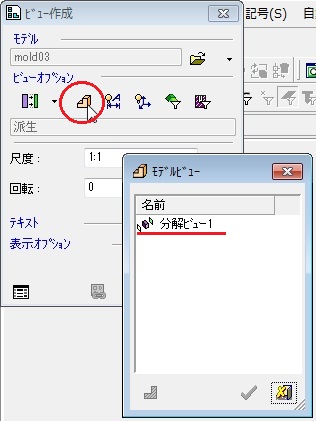 ビュー作成
記号(S)
モデル
mold03
ビューオプション
派生
尺度：
1:1
回転：
0
テキスト
表示オプション
モデルビュー
名前
分解ビュー1